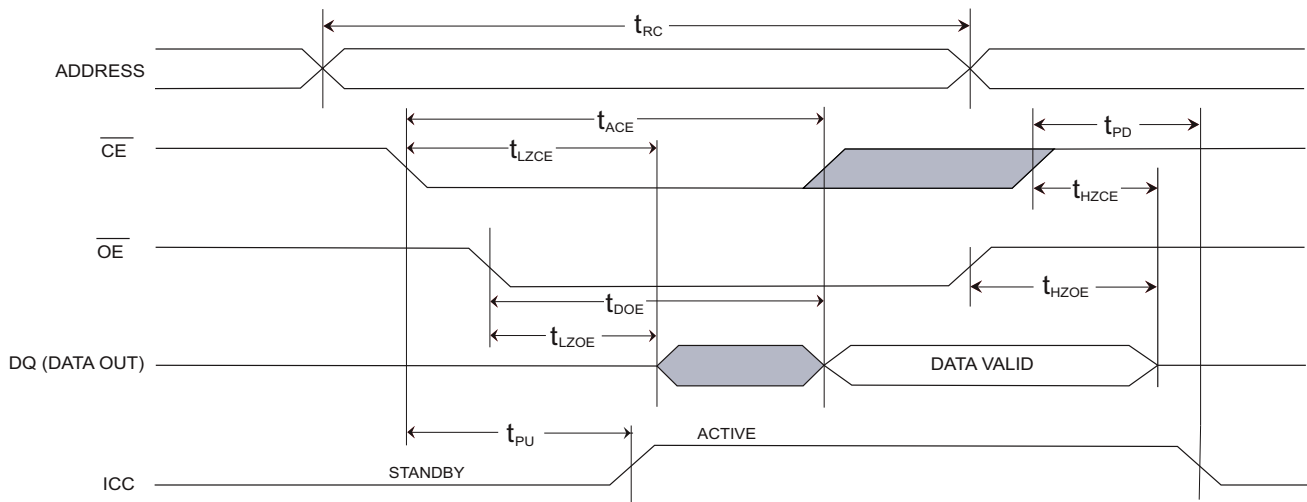 tRC
ADDRESS
tACE
tPD
CE
tLZCE
tHZCE
OE
tHZOE
tDOE
tLZOE
DQ (DATA OUT)
DATA VALID
tPU
ACTIVE
STANDBY
ICC